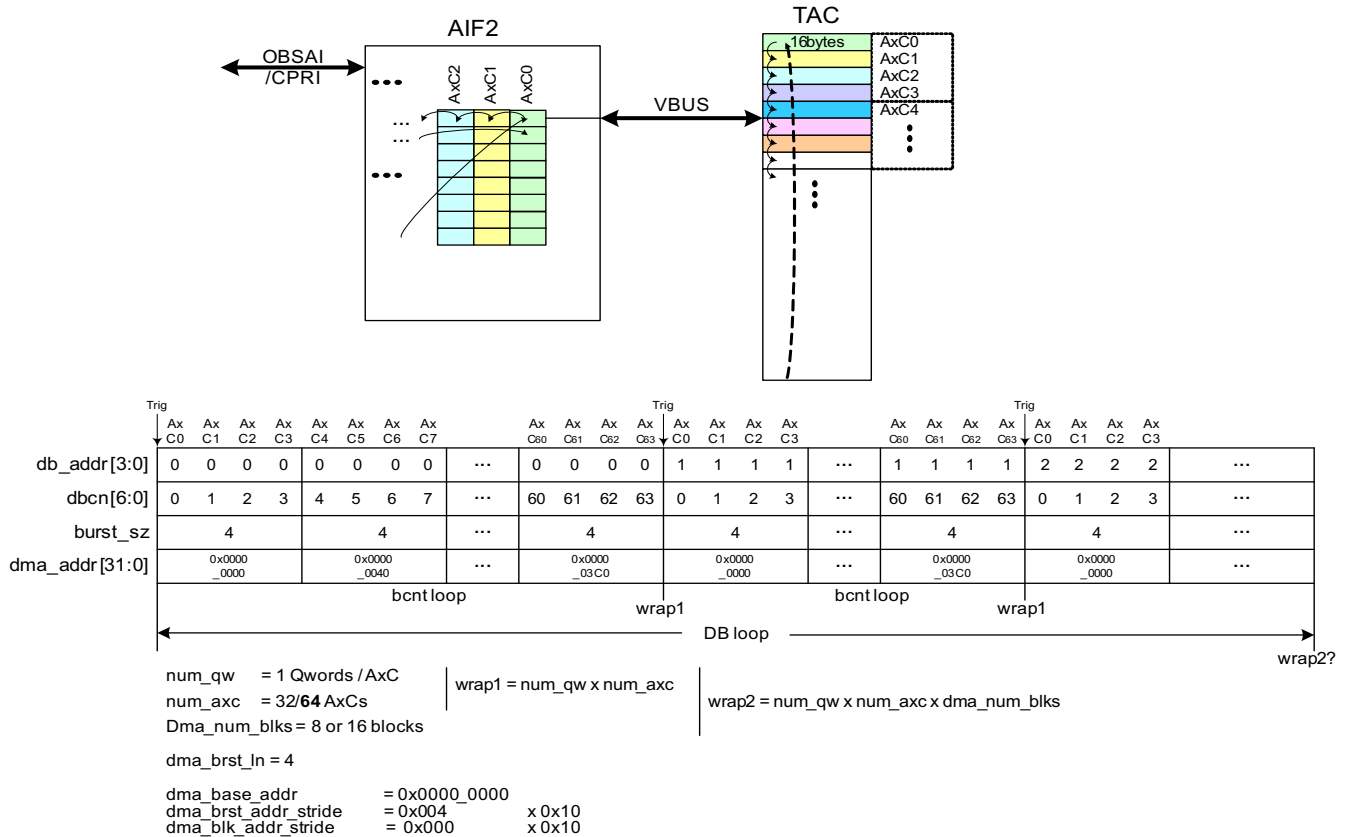 TAC
AIF2
OBSAI
/CPRI
AxC2
AxC1
AxC0
...
...
VBUS
16bytes
AxC0
AxC1
AxC2
AxC3
AxC4
Trig Trig Trig
Ax Ax Ax Ax Ax Ax Ax Ax Ax Ax Ax Ax Ax Ax Ax Ax Ax Ax Ax Ax Ax Ax Ax Ax
C0 C1 C2 C3 C4 C5 C6 C7 C60 C61 C62 C63 C0 C1 C2 C3 C60 C61 C62 C63 C0 C1 C2 C3
db_addr[3:0] 0 0 0 0 0 0 0 0 ... 0 0 0 0 1 1 1 1 ... 1 1 1 1 2 2 2 2 ...
dbcn[6:0] 0 1 2 3 4 5 6 7 ... 60 61 62 63 0 1 2 3 ... 60 61 62 63 0 1 2 3 ...
burst_sz 4 4 ... 4 4 ... 4 4 ...
dma_addr[31:0] 0x0000 0x0000 ... 0x0000 0x0000 ... 0x0000 0x0000 ...
_0000 _0040 _03C0 _0000 _03C0 _0000
bcnt loop wrap1 bcnt loop wrap1
DB loop
wrap2?
num_qw = 1 Qwords / AxC
num_axc = 32/64 AxCs
Dma_num_blks = 8 or 16 blocks
wrap1 = num_qw x num_axc
wrap2 = num_qw x num_axc x dma_num_blks
dma_brst_ln = 4
dma_base_addr = 0x0000_0000
dma_brst_addr_stride = 0x004 x 0x10
dma_blk_addr_stride = 0x000 x 0x10